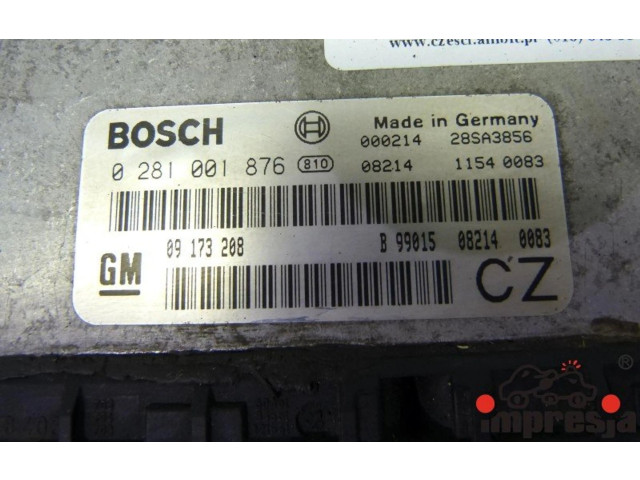 www.czesci.allbit.pl
BOSCH
Made in Germany
000214 28SA3856
0 281 001 876 810 08214 1154 0083
09 173 208 B 99015 08214 0083
GM CZ
impresja ®